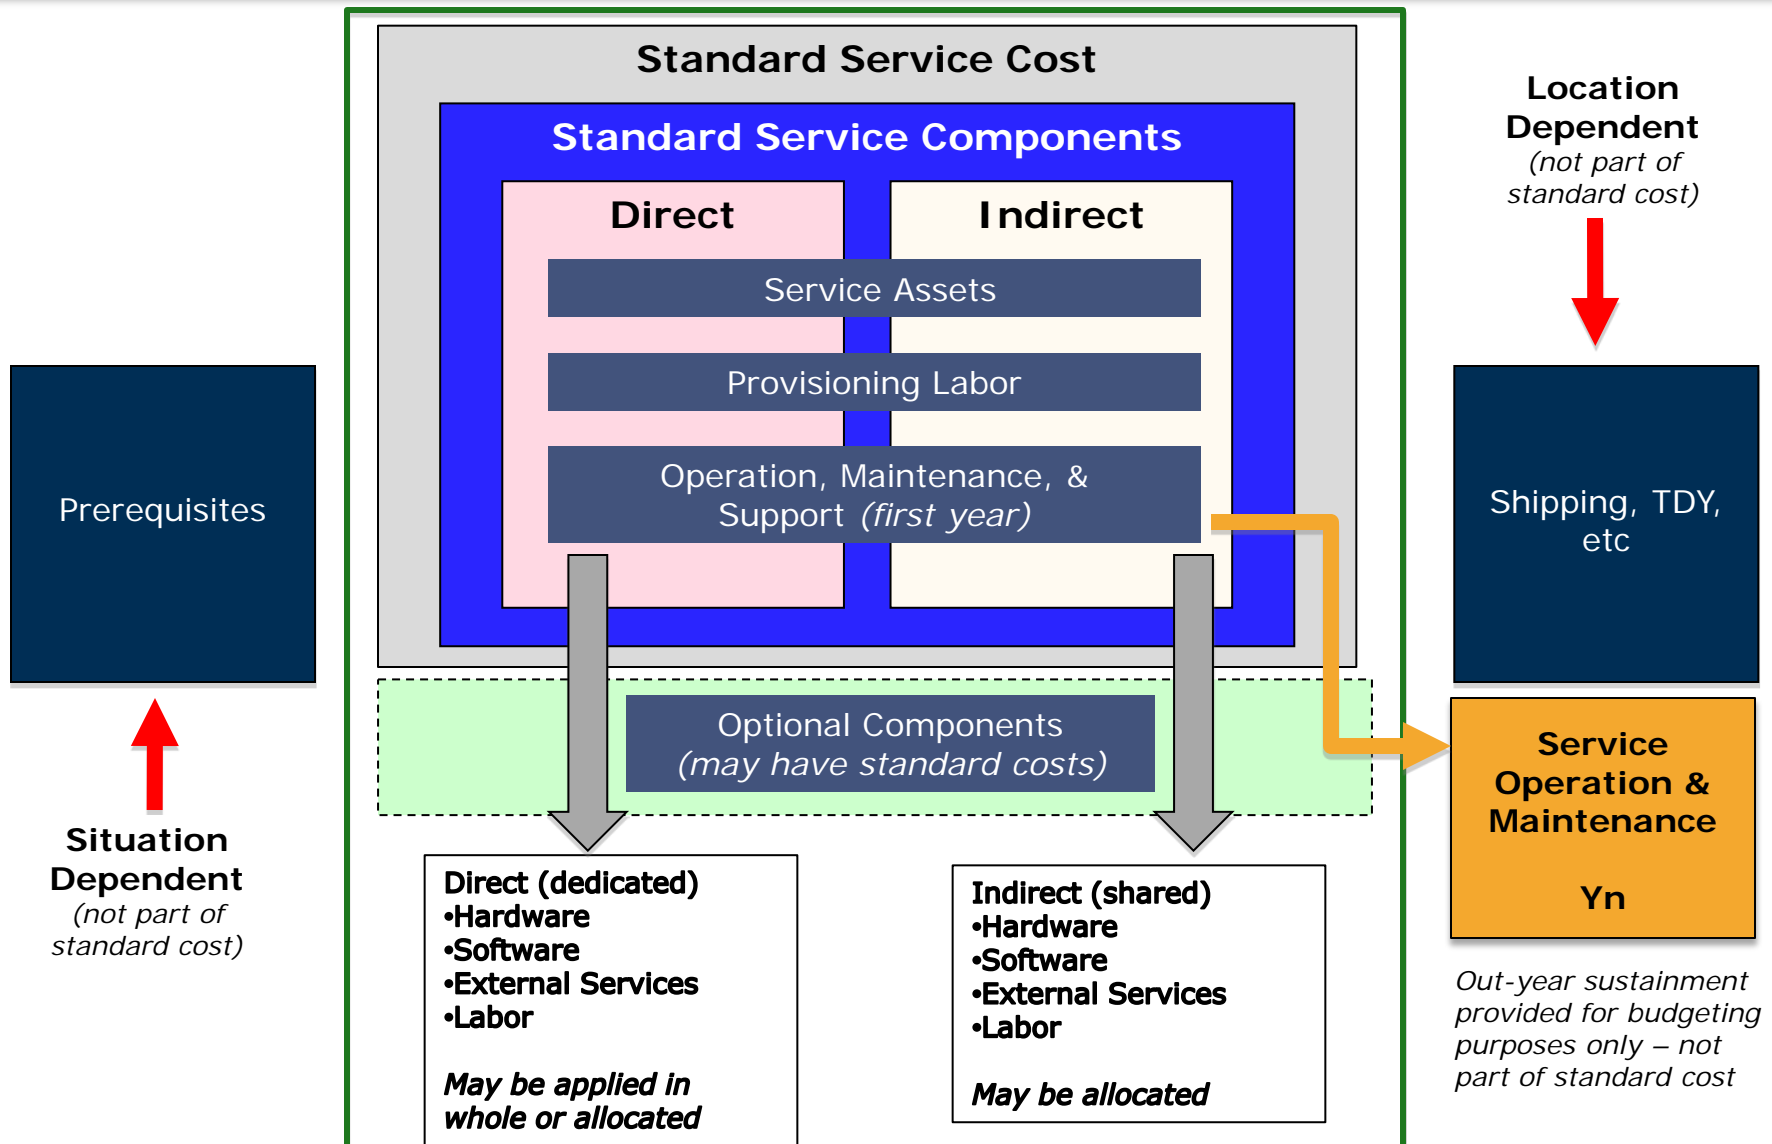 Standard Service Cost
Standard Service Components
Direct
Indirect
Service Assets
Provisioning Labor
Operation, Maintenance, &
Support (first year)
Optional Components
(may have standard costs)
Direct (dedicated)
•Hardware
•Software
•External Services
•Labor
May be applied in
whole or allocated
Indirect (shared)
•Hardware
•Software
•External Services
•Labor
May be allocated
Prerequisites
Situation
Dependent
(not part of
standard cost)
Location
Dependent
(not part of
standard cost)
Shipping, TDY,
etc
Service
Operation &
Maintenance
Yn
Out-year sustainment
provided for budgeting
purposes only – not
part of standard cost